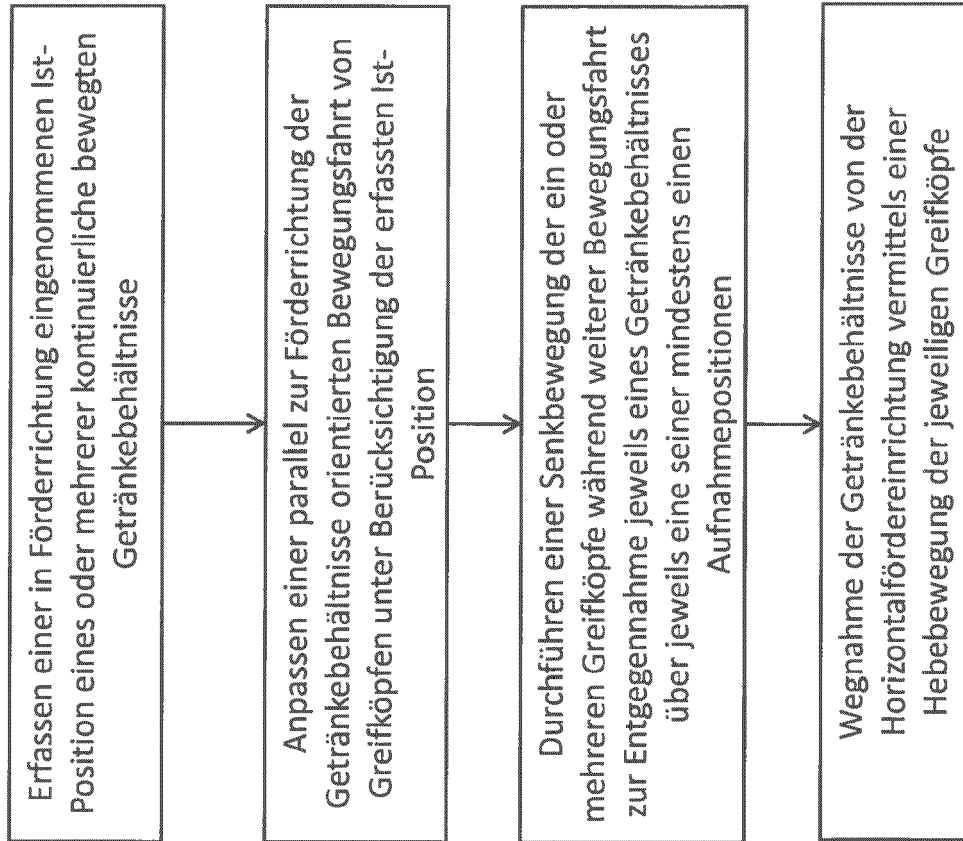 Erfassen einer in Förderrichtung eingenommenen Ist-
Position eines oder mehrerer kontinuierliche bewegten
Getränkebehältnisse
Anpassen einer parallel zur Förderrichtung der
Getränkebehältnisse orientierten Bewegungsfahrt von
Greifköpfen unter Berücksichtigung der erfassten Ist-
Position
Durchführen einer Senkbewegung der ein oder
mehreren Greifköpfe während weiterer Bewegungsfahrt
zur Entgegennahme jeweils eines Getränkebehältnisses
über jeweils eine seiner mindestens einen
Aufnahmepositionen
Wegnahme der Getränkebehältnisse von der
Horizontalfördereinrichtung vermittels einer
Hebebewegung der jeweiligen Greifköpfe